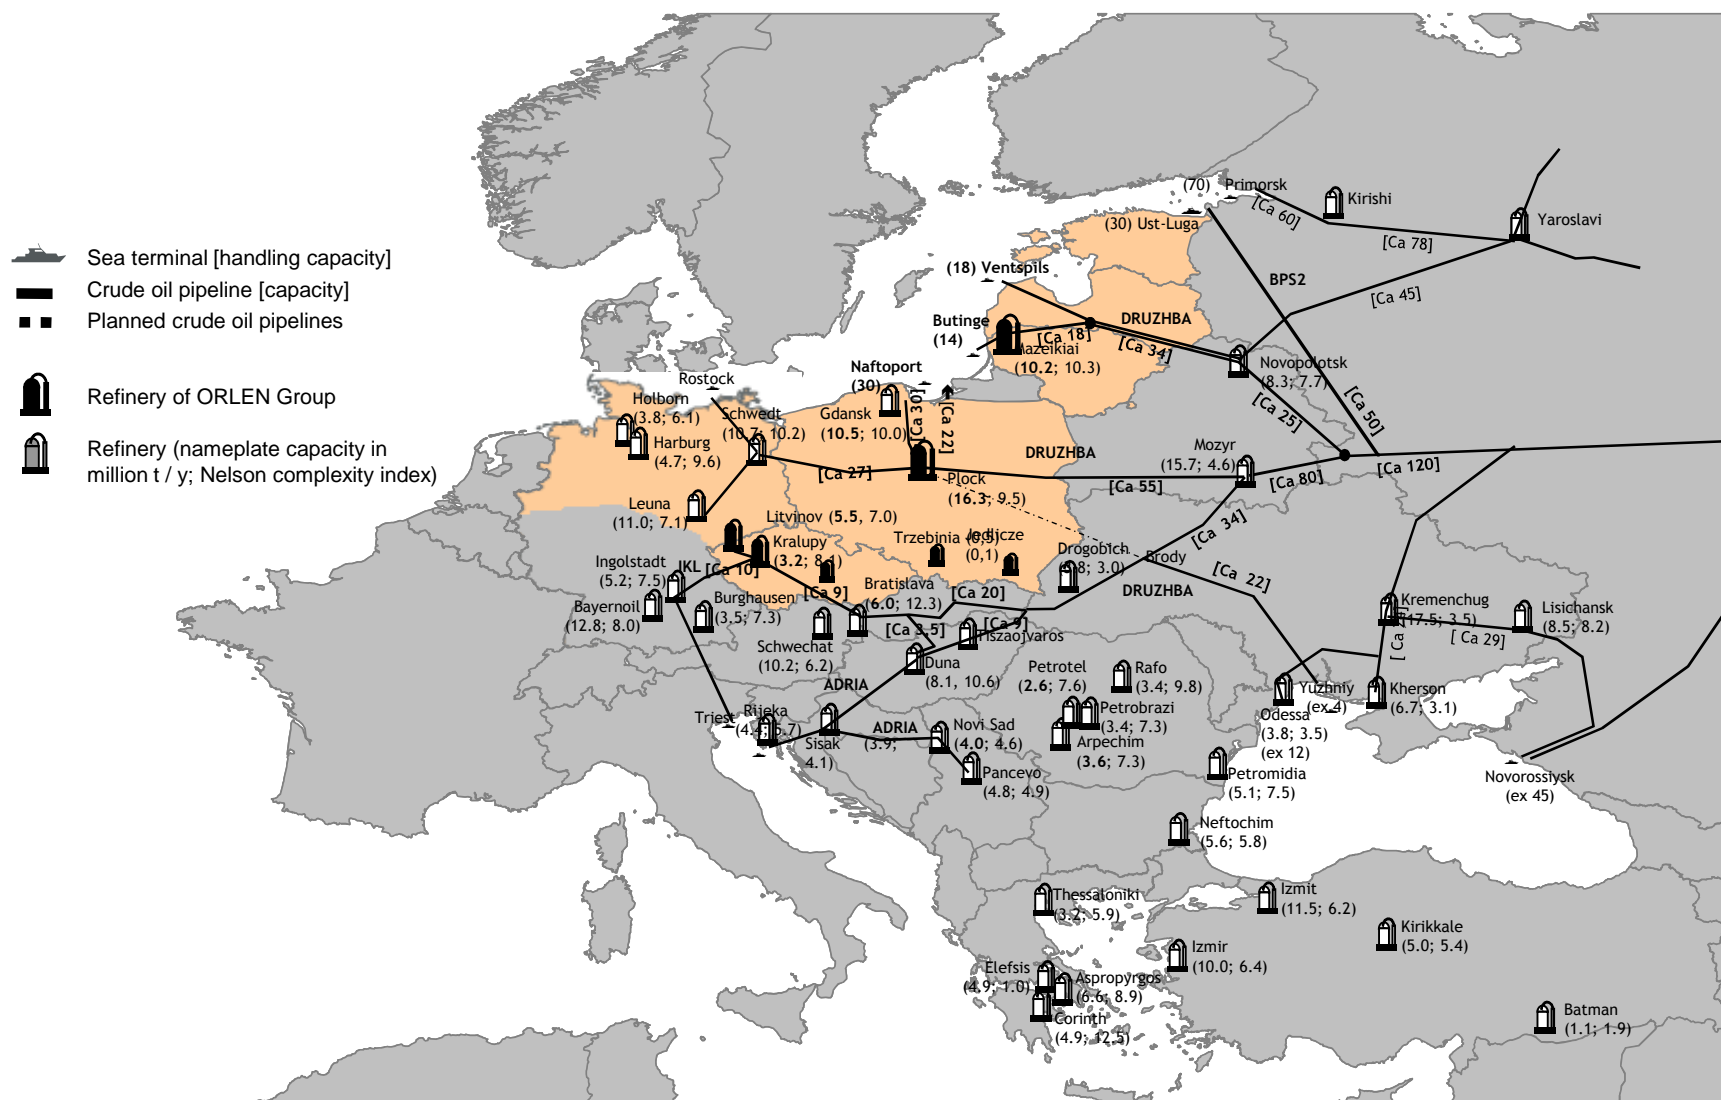 Sea terminal [handling capacity]
Crude oil pipeline [capacity]
Planned crude oil pipelines
Refinery of ORLEN Group
Refinery (nameplate capacity in
million t / y; Nelson complexity index)
(70) Primorsk
[Ca 60]
Kirishi
Yaroslavi
[Ca 78]
(30) Ust-Luga
BPS2
[Ca 45]
(18) Ventspils
DRUZHBA
Butinge
(14)
[Ca 18]
[Ca 34]
Mazeikiai
(10.2; 10.3)
Novopolotsk
(8.3; 7.7)
[Ca 25]
[Ca 50]
Naftoport
(30)
[Ca 30]
[Ca 22]
Rostock
Holborn
(3.8; 6.1)
Harburg
(4.7; 9.6)
Schwedt
(10.7; 10.2)
Gdansk
(10.5; 10.0)
DRUZHBA
Mozyr
(15.7; 4.6)
[Ca 27]
Plock
(16.3; 9.5)
[Ca 55]
[Ca 80]
[Ca 120]
[Ca 34]
Leuna
(11.0; 7.1)
Litvinov (5.5, 7.0)
Kralupy
(3.2; 8.1)
Trzebinia (0,5)
Jedlicze
(0,1)
Drogobich
3.0)
Brody
[Ca 22]
DRUZHBA
Ingolstadt
(5.2; 7.5)
IKL
[Ca 10]
Bayernoil
(12.8; 8.0)
Burghausen
(3.5; 7.3)
[Ca 9]
Bratislava
(6.0; 12.3)
[Ca 20]
[Ca 3.5]
[Ca 9]
Tiszaojvaros
Schwechat
(10.2; 6.2)
Duna
(8.1, 10.6)
Kremenchug
(17.5; 3.5)
[Ca
[ Ca 29]
Lisichansk
(8.5; 8.2)
ADRIA
Petrotel
(2.6; 7.6)
Rafo
(3.4; 9.8)
Petrobrazi
(3.4; 7.3)
Arpechim
(3.6; 7.3)
Yuzhniy
(ex 4)
Odessa
(3.8; 3.5)
(ex 12)
Kherson
(6.7; 3.1)
Triest
Rijeka
(4.4; 5.7)
Sisak
(3.9;
4.1)
ADRIA
Novi Sad
(4.0; 4.6)
Pancevo
(4.8; 4.9)
Petromidia
(5.1; 7.5)
Novorossiysk
(ex 45)
Neftochim
(5.6; 5.8)
Thessaloniki
(3.2; 5.9)
Izmit
(11.5; 6.2)
Kirikkale
(5.0; 5.4)
Izmir
(10.0; 6.4)
Elefsis
(4.9; 1.0)
Aspropyrgos
(6.6; 8.9)
Corinth
(4.9; 12.5)
Batman
(1.1; 1.9)